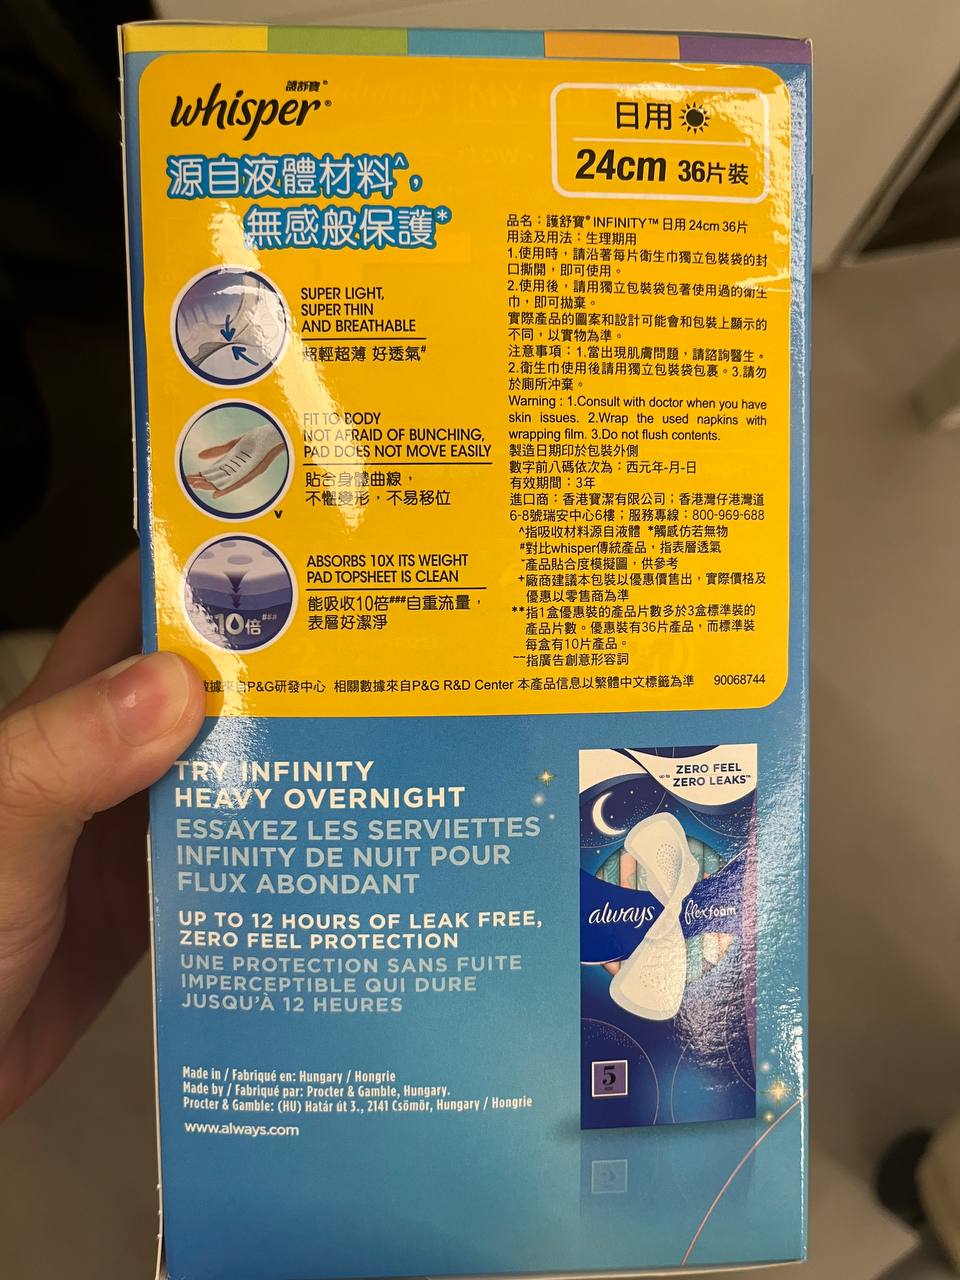 護舒寶®
whisper®
日用
24cm 36片裝
源自液體材料^，
無感般保護*
SUPER LIGHT,
SUPER THIN
AND BREATHABLE
超輕超薄 好透氣#
FIT TO BODY
NOT AFRAID OF BUNCHING,
PAD DOES NOT MOVE EASILY
貼合身體曲線，
不懼變形，不易移位
ˇ
ABSORBS 10X ITS WEIGHT
PAD TOPSHEET IS CLEAN
能吸收10倍###自重流量，
表層好潔淨
10倍###
品名：護舒寶® INFINITY™ 日用 24cm 36片
用途及用法：生理期用
1.使用時，請沿著每片衛生巾獨立包裝袋的封
口撕開，即可使用。
2.使用後，請用獨立包裝袋包著使用過的衛生
巾，即可拋棄。
實際產品的圖案和設計可能會和包裝上顯示的
不同，以實物為準。
注意事項：1.當出現肌膚問題，請諮詢醫生。
2.衛生巾使用後請用獨立包裝袋包裹。3.請勿
於廁所沖棄。
Warning : 1.Consult with doctor when you have
skin issues. 2.Wrap the used napkins with
wrapping film. 3.Do not flush contents.
製造日期印於包裝外側
數字前八碼依次為：西元年-月-日
有效期間：3年
進口商：香港寶潔有限公司；香港灣仔港灣道
6-8號瑞安中心6樓；服務專線：800-969-688
^指吸收材料源自液體 *觸感仿若無物
#對比whisper傳統產品，指表層透氣
ˇ產品貼合度模擬圖，供參考
+廠商建議本包裝以優惠價售出，實際價格及
優惠以零售商為準
**指1盒優惠裝的產品片數多於3盒標準裝的
產品片數。優惠裝有36片產品，而標準裝
每盒有10片產品。
~~指廣告創意形容詞
數據來自P&G研發中心 相關數據來自P&G R&D Center 本產品信息以繁體中文標籤為準 90068744
TRY INFINITY
HEAVY OVERNIGHT
ESSAYEZ LES SERVIETTES
INFINITY DE NUIT POUR
FLUX ABONDANT
UP TO 12 HOURS OF LEAK FREE,
ZERO FEEL PROTECTION
UNE PROTECTION SANS FUITE
IMPERCEPTIBLE QUI DURE
JUSQU'À 12 HEURES
ZERO FEEL
up to ZERO LEAKS™
always flexfoam
5
Made in / Fabriqué en: Hungary / Hongrie
Made by / Fabriqué par: Procter & Gamble, Hungary.
Procter & Gamble: (HU) Határ út 3., 2141 Csömör, Hungary / Hongrie
www.always.com